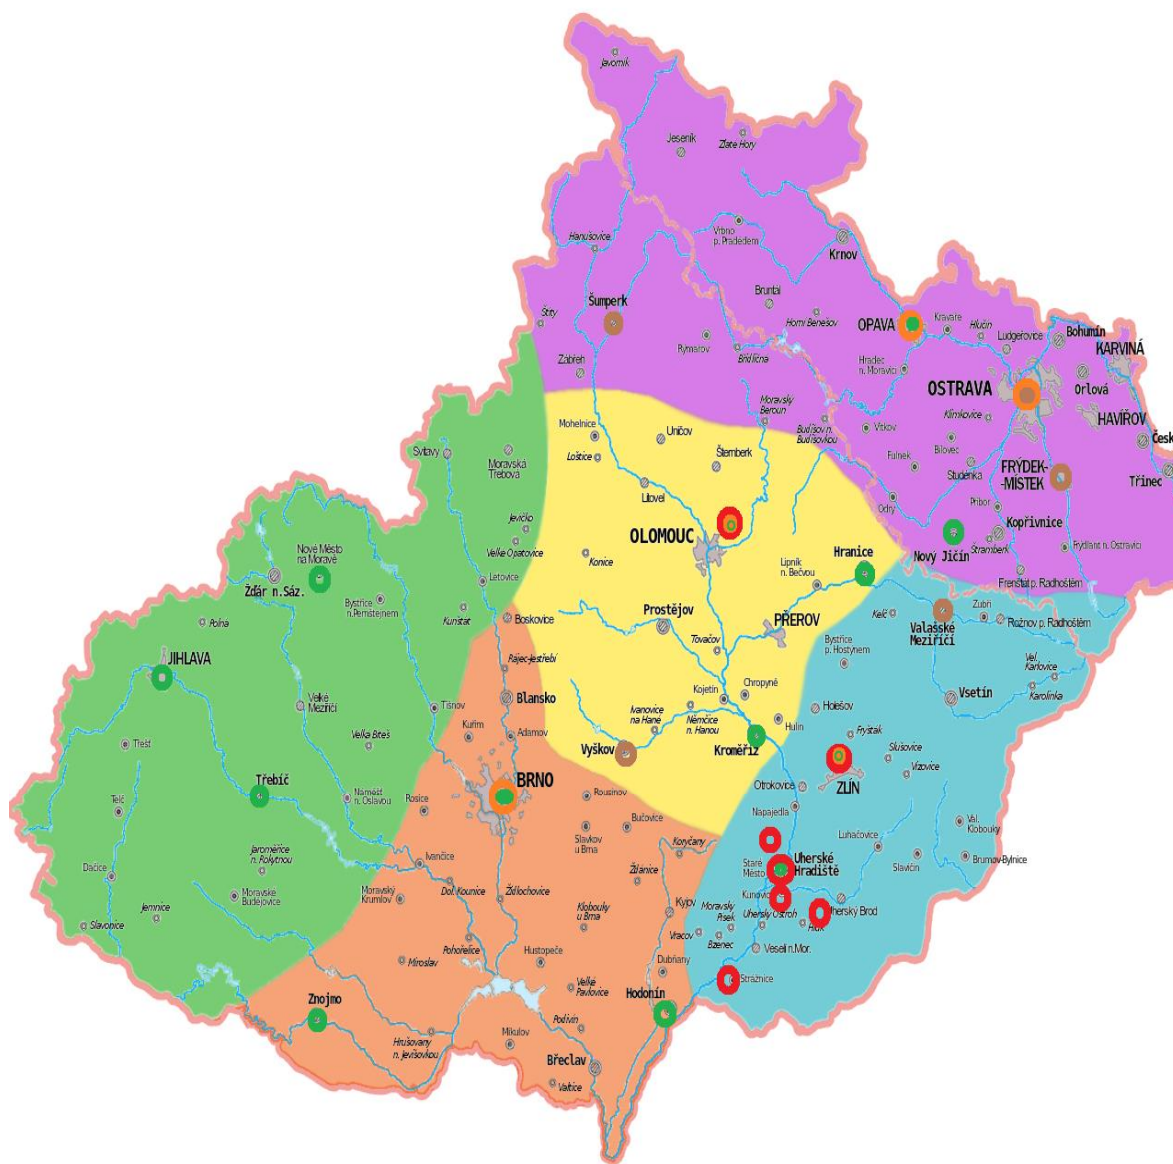 Javorník
Jeseník
Zlaté Hory
Hanušovice
Vrbno
p. Pradědem
Krnov
Šumperk
Štíty
Bruntál
Horní Benešov
OPAVA
Kravaře
Hlučín
Ludgeřovice
Bohumín
KARVINÁ
Rýmařov
Břidličná
Zábřeh
Hradec
n. Moravicí
OSTRAVA
Orlová
HAVÍŘOV
Klimkovice
Moravský
Beroun
Budišov n.
Budišovkou
Vítkov
Bílovec
Česk
Mohelnice
Uničov
Loštice
Šternberk
Fulnek
Studénka
FRÝDEK-
-MÍSTEK
Třinec
Svitavy
Moravská
Třebová
Litovel
Odry
Příbor
Kopřivnice
Jevíčko
Velké Opatovice
OLOMOUC
Nový Jičín
Štramberk
Frýdlant n. Ostravicí
Hranice
Lipník
n. Bečvou
Konice
Nové Město
na Moravě
Žďár n.Sáz.
Letovice
Frenštát p. Radhoštěm
Bystřice
n.Pernštejnem
Kunštát
Boskovice
Prostějov
PŘEROV
Kelč
Valašské
Meziříčí
Zubří
Rožnov p. Radhoštěm
Polná
Tovačov
Bystřice
p. Hostýnem
JIHLAVA
Rájec-Jestřebí
Vel.
Karlovice
Karolinka
Velké
Meziříčí
Blansko
Kojetín
Chropyně
Vsetín
Tišnov
Ivanovice
na Hané
Němčice
n. Hanou
Holešov
Hulín
Třešť
Velká Bíteš
Kuřim
Adamov
Vyškov
Kroměříž
Fryšták
Slušovice
Vizovice
Třebíč
BRNO
Otrokovice
ZLÍN
Telč
Náměšť
n. Oslavou
Rosice
Rousínov
Napajedla
Bučovice
Slavkov
u Brna
Val.
Klobouky
Jaroměřice
n. Rokytnou
Koryčany
Luhačovice
Dačice
Ivančice
Staré
Město
Uherské
Hradiště
Slavičín
Brumov-Bylnice
Ždánice
Moravské
Budějovice
Moravský
Krumlov
Dol. Kounice
Židlochovice
Kunovice
Uherský Brod
Jemnice
Klobouky
u Brna
Kyjov
Moravský
Písek
Uherský Ostroh
Hluk
Slavonice
Vracov
Bzenec
Pohořelice
Veselí n.Mor.
Miroslav
Hustopeče
Dubňany
Strážnice
Velké
Pavlovice
Znojmo
Hodonín
Podivín
Hrušovany
n. Jevišovkou
Mikulov
Břeclav
Valtice